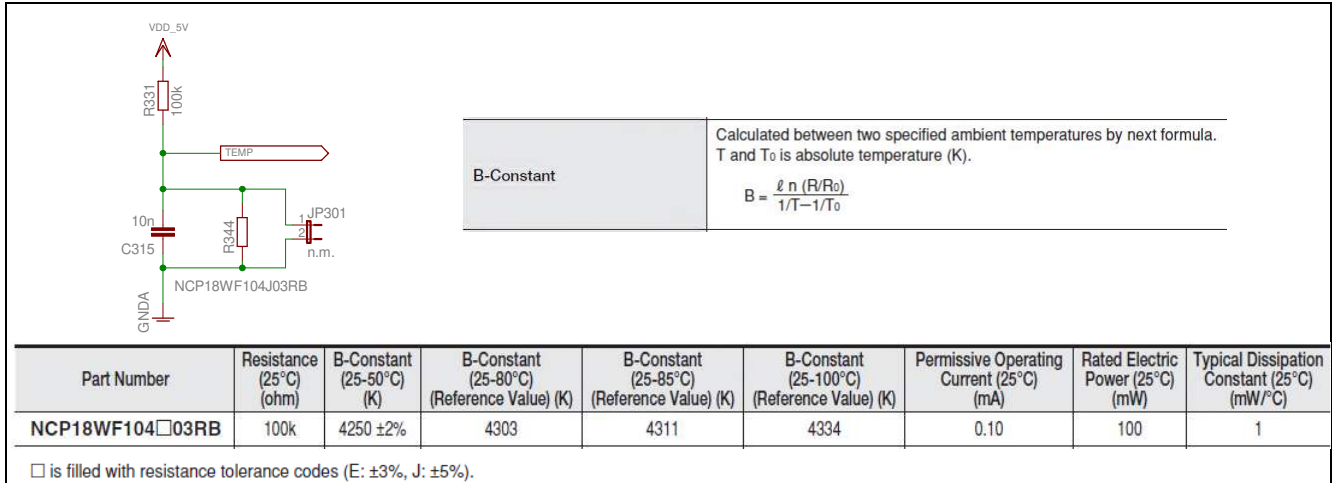 VDD_5V
R331
100k
TEMP
10n
C315
R344
1
2
JP301
n.m.
NCP18WF104J03RB
GNDA
B-Constant
Calculated between two specified ambient temperatures by next formula.
T and T0 is absolute temperature (K).
B = ℓn (R/R0) / 1/T−1/T0
Part Number | Resistance (25°C) (ohm) | B-Constant (25-50°C) (K) | B-Constant (25-80°C) (Reference Value) (K) | B-Constant (25-85°C) (Reference Value) (K) | B-Constant (25-100°C) (Reference Value) (K) | Permissive Operating Current (25°C) (mA) | Rated Electric Power (25°C) (mW) | Typical Dissipation Constant (25°C) (mW/°C)
NCP18WF104□03RB | 100k | 4250 ±2% | 4303 | 4311 | 4334 | 0.10 | 100 | 1
□ is filled with resistance tolerance codes (E: ±3%, J: ±5%).